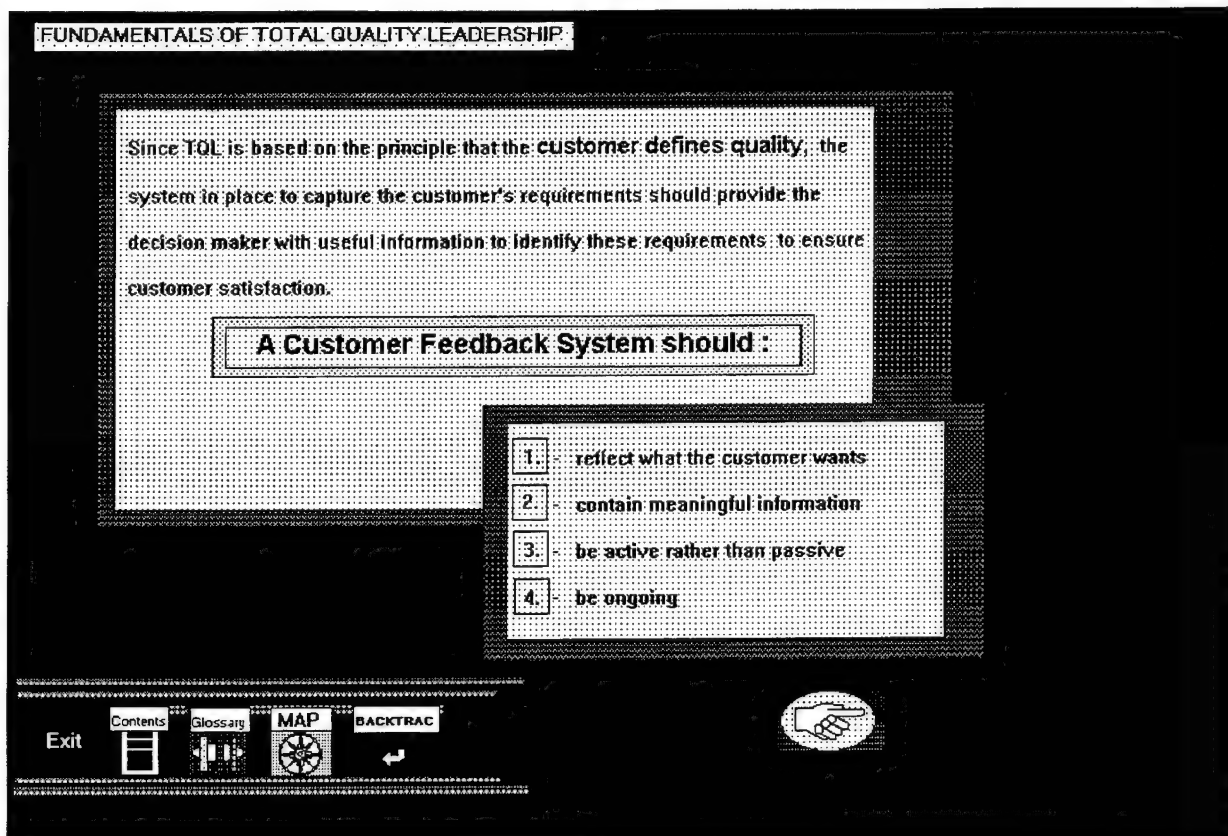 FUNDAMENTALS OF TOTAL QUALITY LEADERSHIP
Since TQL is based on the principle that the customer defines quality, the
system in place to capture the customer's requirements should provide the
decision maker with useful information to identify these requirements to ensure
customer satisfaction.
A Customer Feedback System should :
1. - reflect what the customer wants
2. - contain meaningful information
3. - be active rather than passive
4. - be ongoing
Exit
Contents
Glossary
MAP
BACKTRAC